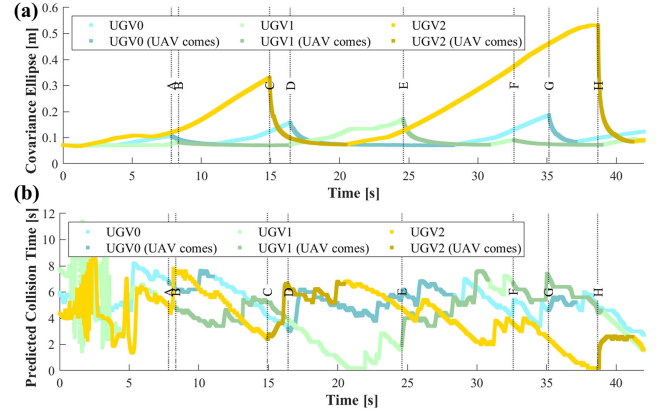 (a)
0.6
0.5
0.4
0.3
0.2
0.1
0
Covariance Ellipse [m]
UGV0 UGV1 UGV2
UGV0 (UAV comes) UGV1 (UAV comes) UGV2 (UAV comes)
A B C D E F G H
0 5 10 15 20 25 30 35 40
Time [s]
(b)
12
10
8
6
4
2
0
Predicted Collision Time [s]
UGV0 UGV1 UGV2
UGV0 (UAV comes) UGV1 (UAV comes) UGV2 (UAV comes)
A B C D E F G H
0 5 10 15 20 25 30 35 40
Time [s]